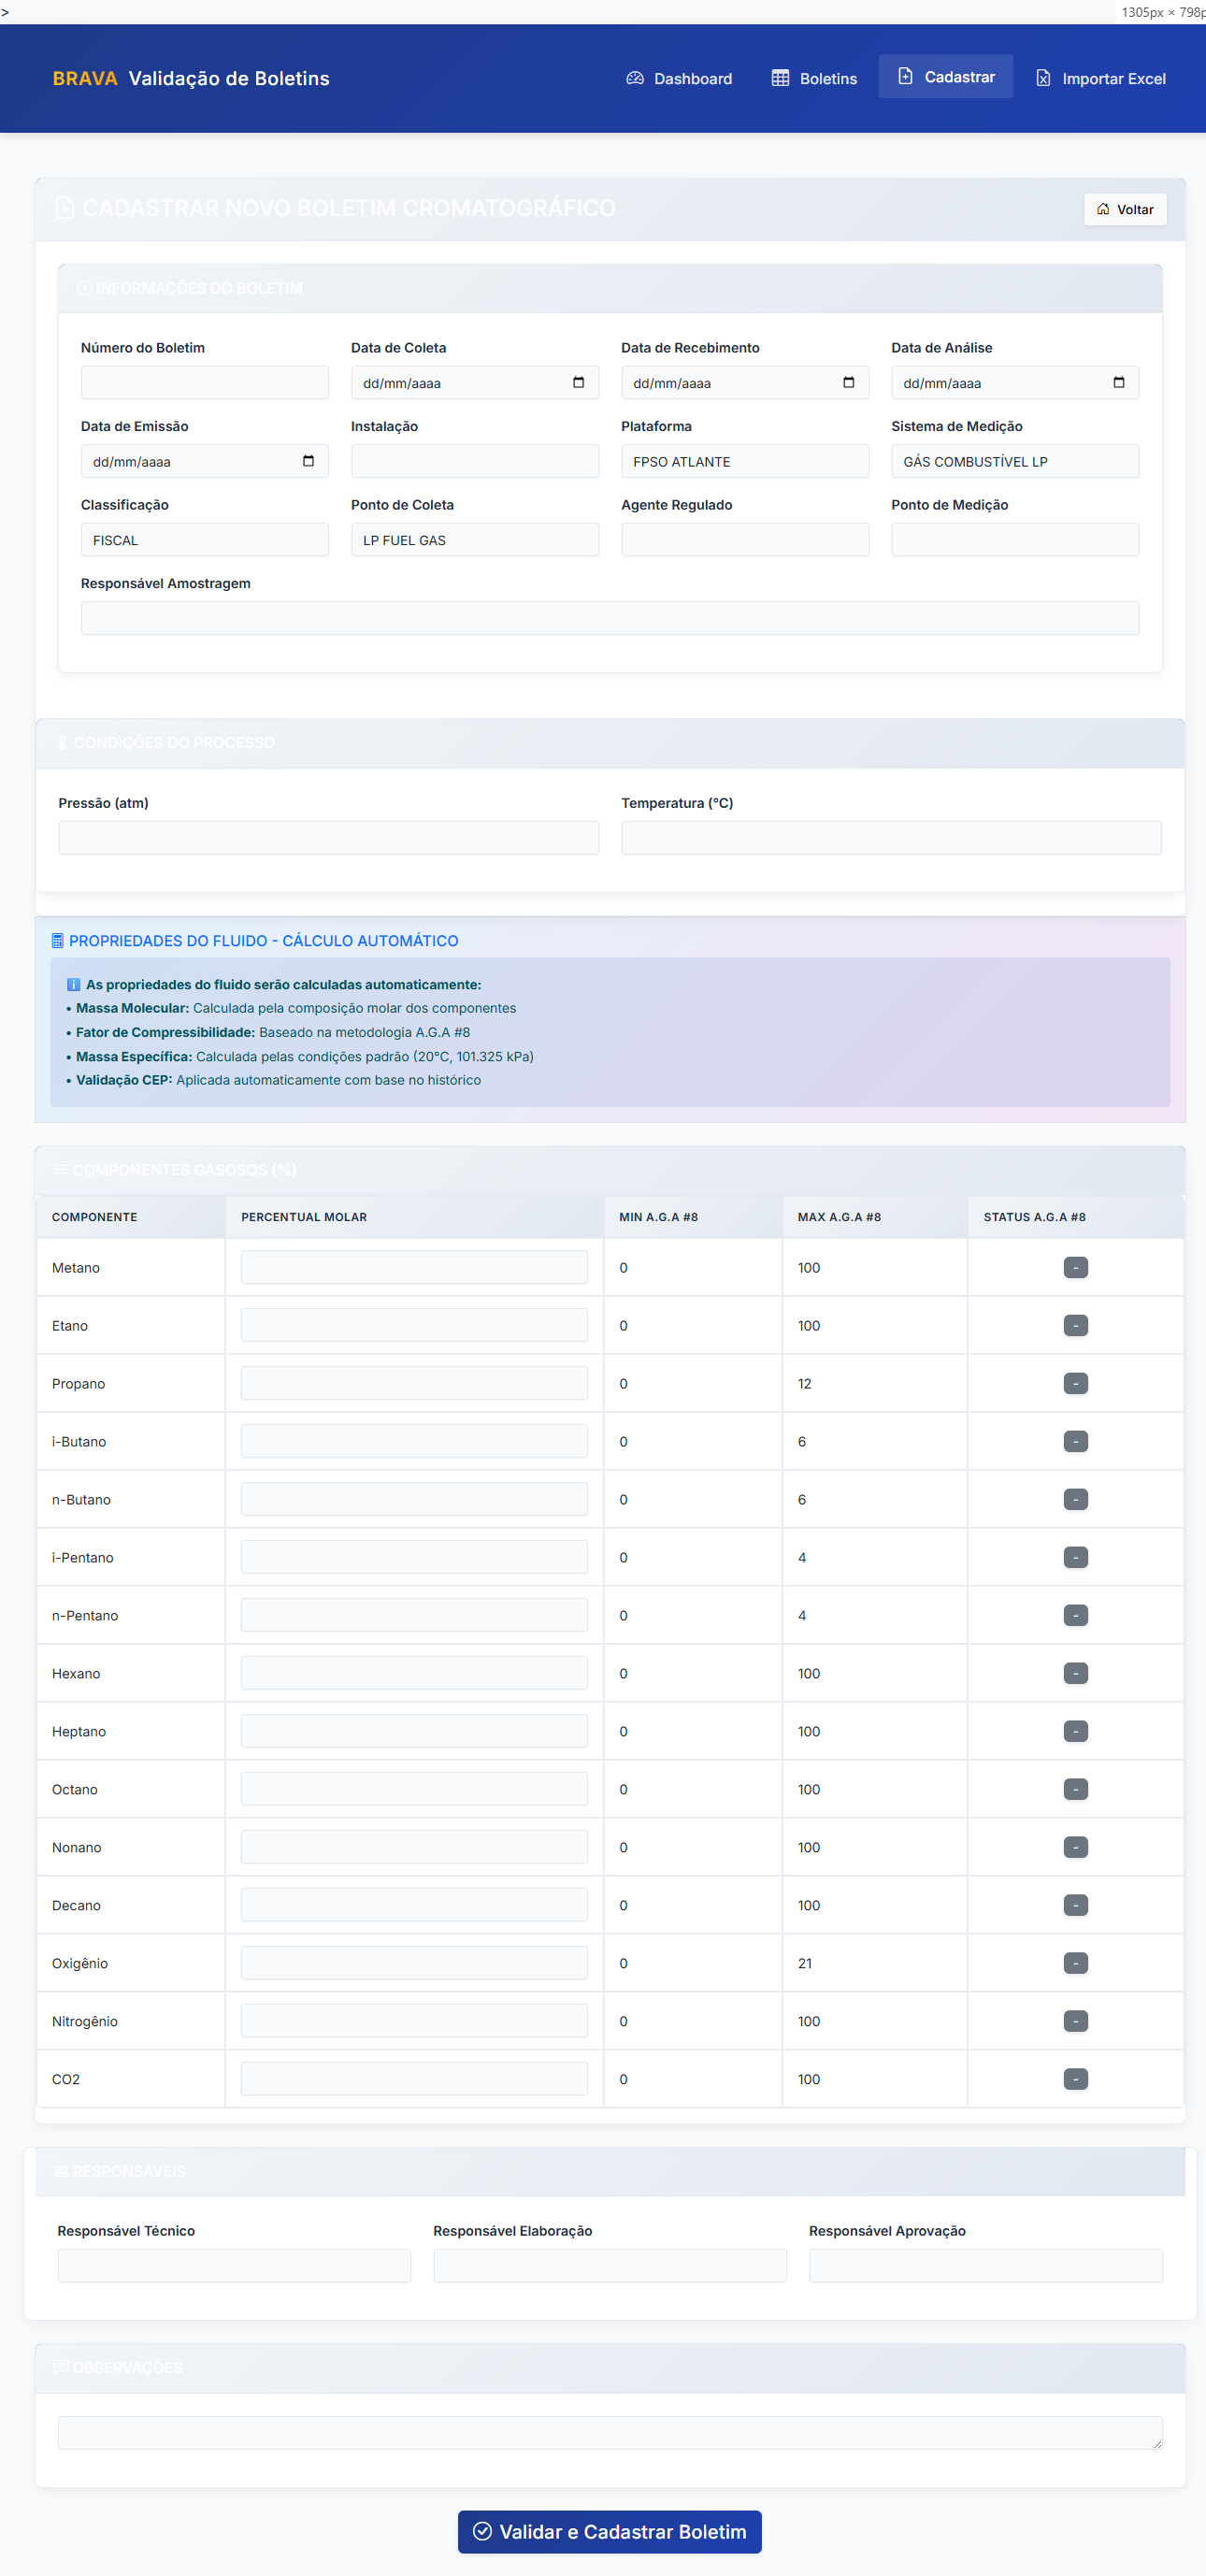 >
1305px × 798p
BRAVA Validação de Boletins
Dashboard
Boletins
Cadastrar
Importar Excel
CADASTRAR NOVO BOLETIM CROMATOGRÁFICO
Voltar
INFORMAÇÕES DO BOLETIM
Número do Boletim
Data de Coleta
Data de Recebimento
Data de Análise
dd/mm/aaaa
dd/mm/aaaa
dd/mm/aaaa
Data de Emissão
Instalação
Plataforma
Sistema de Medição
dd/mm/aaaa
FPSO ATLANTE
GÁS COMBUSTÍVEL LP
Classificação
Ponto de Coleta
Agente Regulado
Ponto de Medição
FISCAL
LP FUEL GAS
Responsável Amostragem
CONDIÇÕES DO PROCESSO
Pressão (atm)
Temperatura (°C)
PROPRIEDADES DO FLUIDO - CÁLCULO AUTOMÁTICO
As propriedades do fluido serão calculadas automaticamente:
• Massa Molecular: Calculada pela composição molar dos componentes
• Fator de Compressibilidade: Baseado na metodologia A.G.A #8
• Massa Específica: Calculada pelas condições padrão (20°C, 101.325 kPa)
• Validação CEP: Aplicada automaticamente com base no histórico
COMPONENTES GASOSOS (%)
COMPONENTE PERCENTUAL MOLAR MIN A.G.A #8 MAX A.G.A #8 STATUS A.G.A #8
Metano 0 100 -
Etano 0 100 -
Propano 0 12 -
i-Butano 0 6 -
n-Butano 0 6 -
i-Pentano 0 4 -
n-Pentano 0 4 -
Hexano 0 100 -
Heptano 0 100 -
Octano 0 100 -
Nonano 0 100 -
Decano 0 100 -
Oxigênio 0 21 -
Nitrogênio 0 100 -
CO2 0 100 -
RESPONSÁVEIS
Responsável Técnico
Responsável Elaboração
Responsável Aprovação
OBSERVAÇÕES
Validar e Cadastrar Boletim